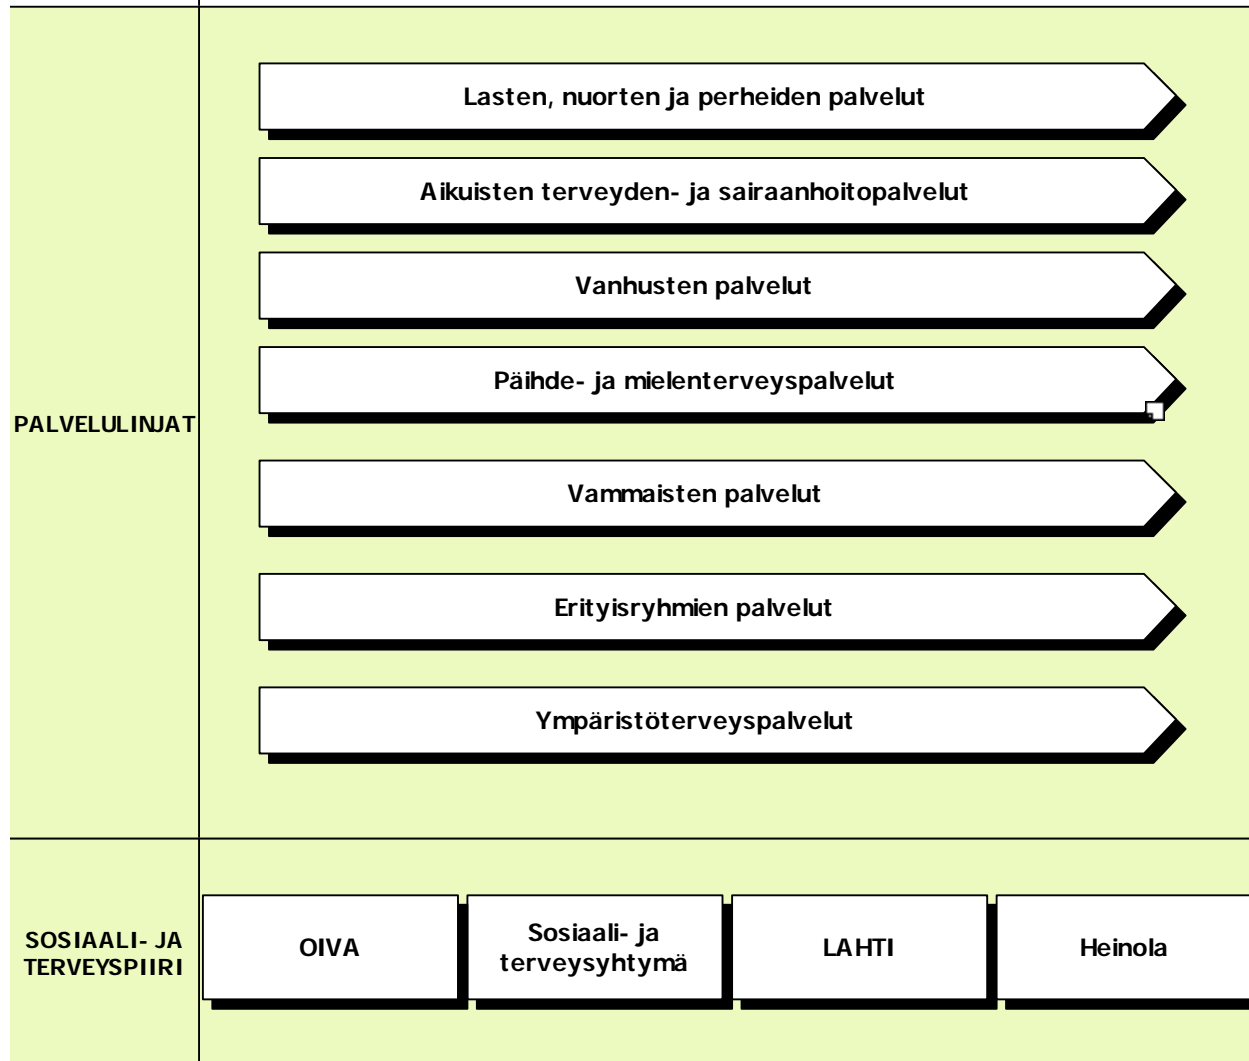 Lasten, nuorten ja perheiden palvelut
Aikuisten terveyden- ja sairaanhoitopalvelut
Vanhusten palvelut
Päihde- ja mielenterveyspalvelut
PALVELULINJAT
Vammaisten palvelut
Erityisryhmien palvelut
Ympäristöterveyspalvelut
SOSIAALI- JA
TERVEYSPIIRI
OIVA
Sosiaali- ja
terveysyhtymä
LAHTI
Heinola